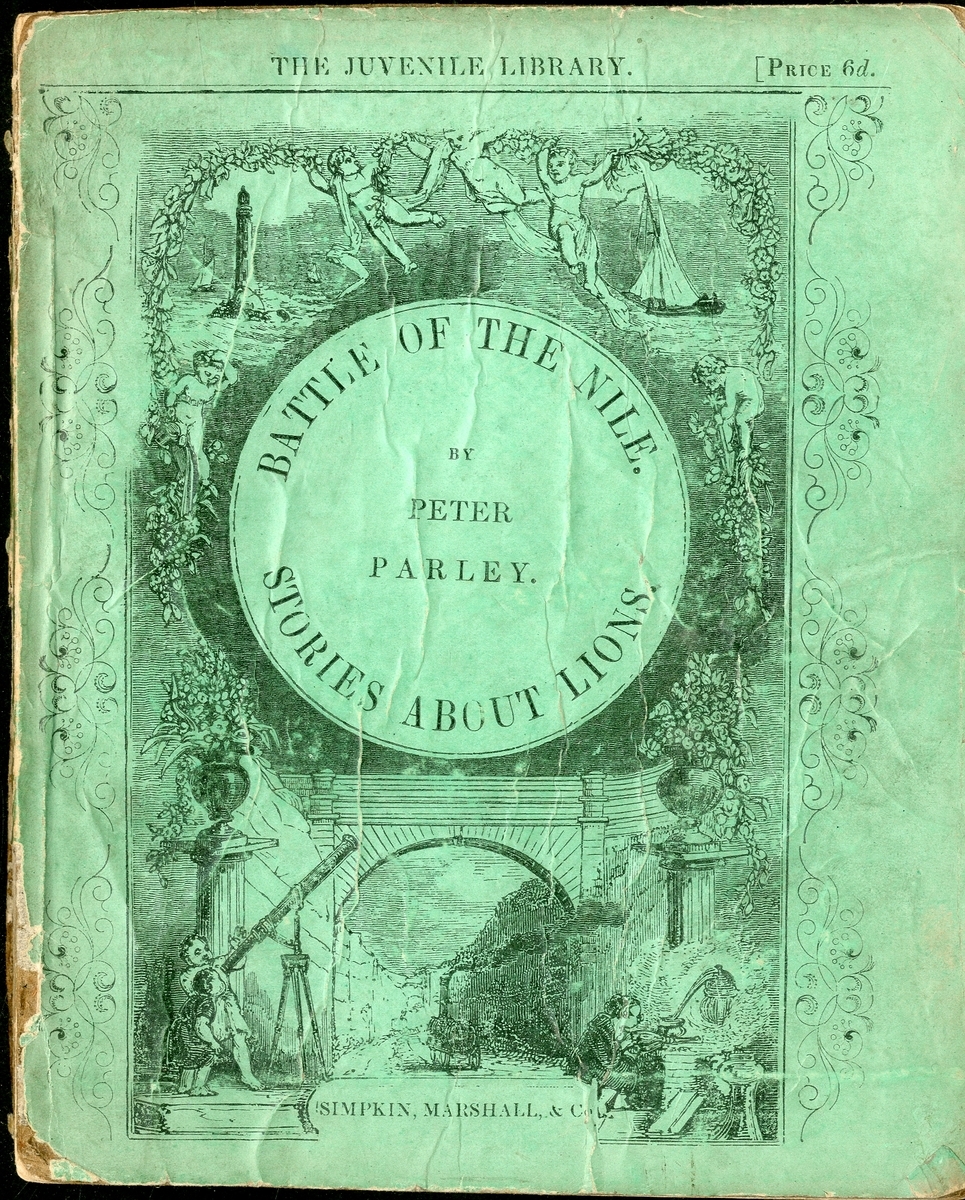 THE JUVENILE LIBRARY.
[PRICE 6d.
BATTLE OF THE NILE.
BY
PETER
PARLEY.
STORIES ABOUT LIONS.
SIMPKIN, MARSHALL, & Co.